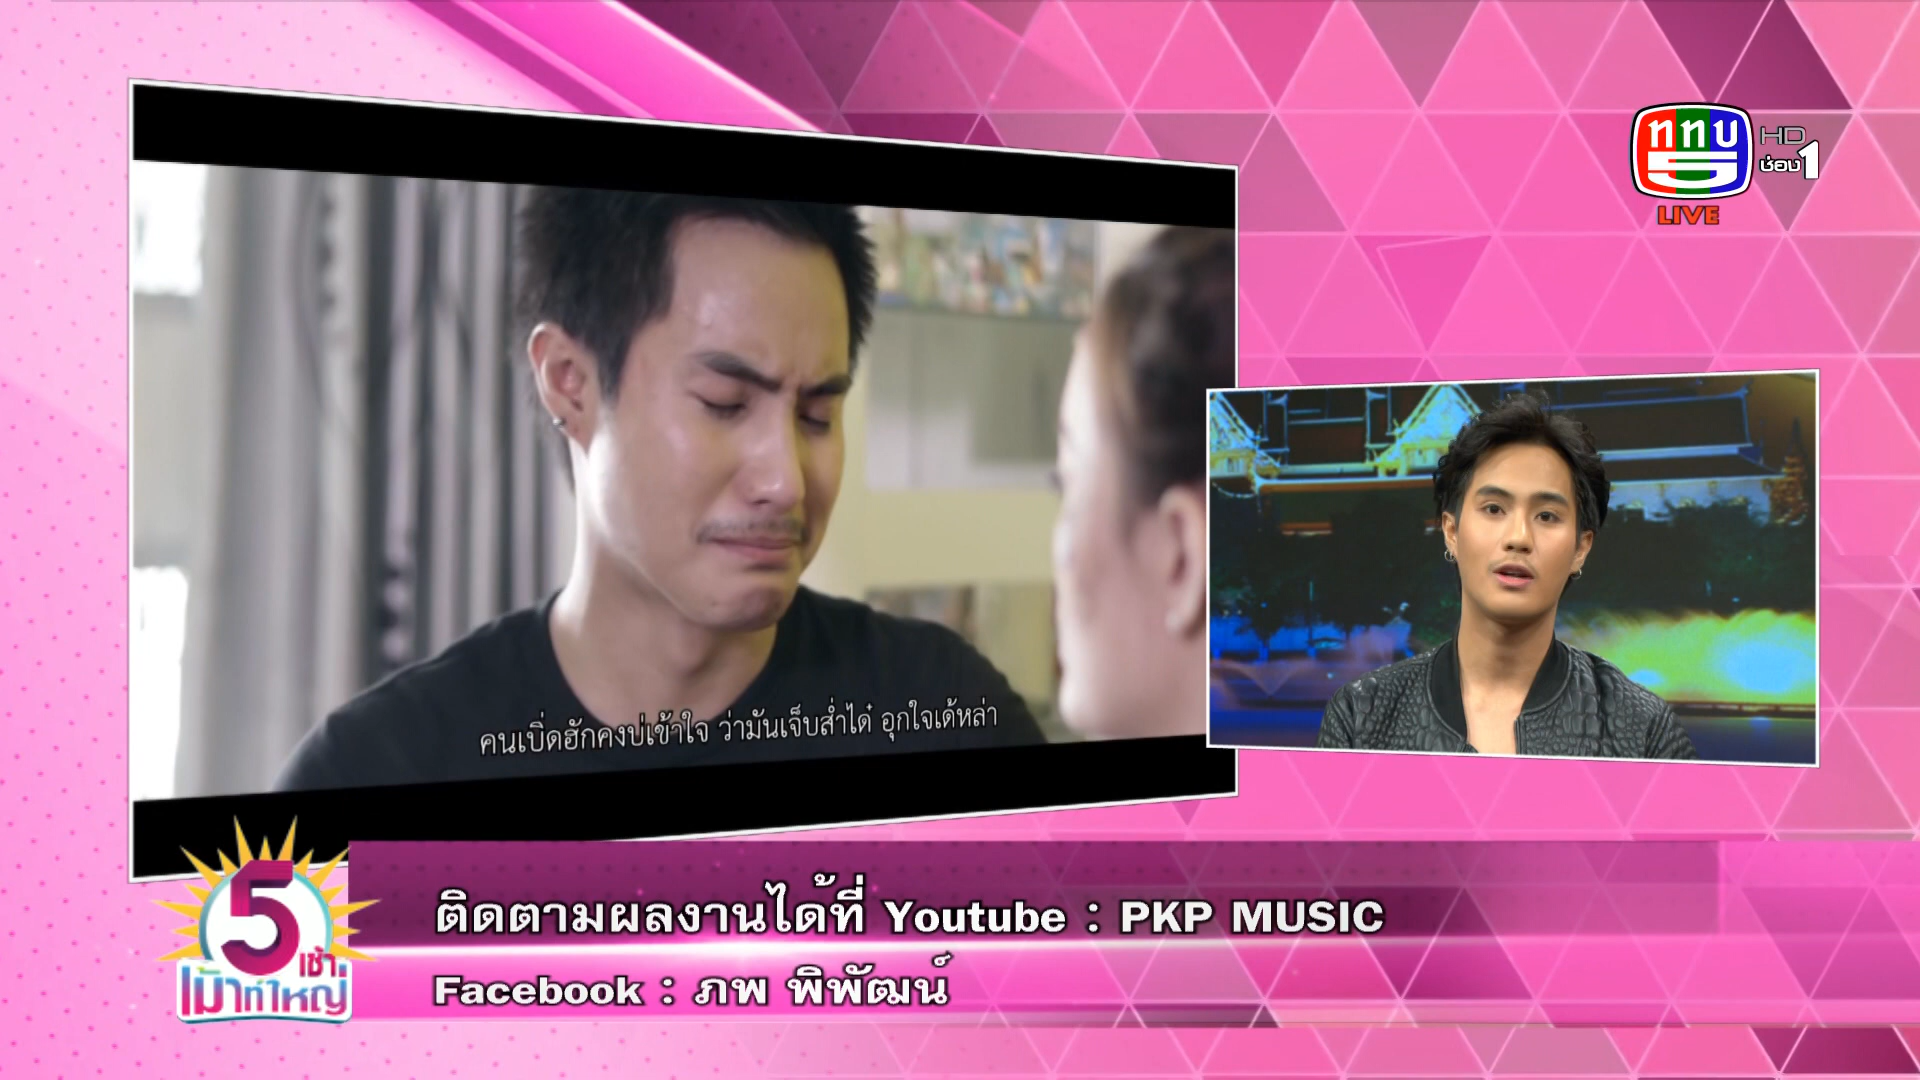 ททบ
5
HD
ช่อง1
LIVE
คนเบิ่ดฮักคงบ่เข้าใจ ว่ามันเจ็บส่ำได๋ อุกใจเด้หล่า
5
เช้า
เม้าท์ใหญ่
ติดตามผลงานได้ที่ Youtube : PKP MUSIC
Facebook : ภพ พิพัฒน์